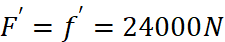 F′ = f′ = 24000N